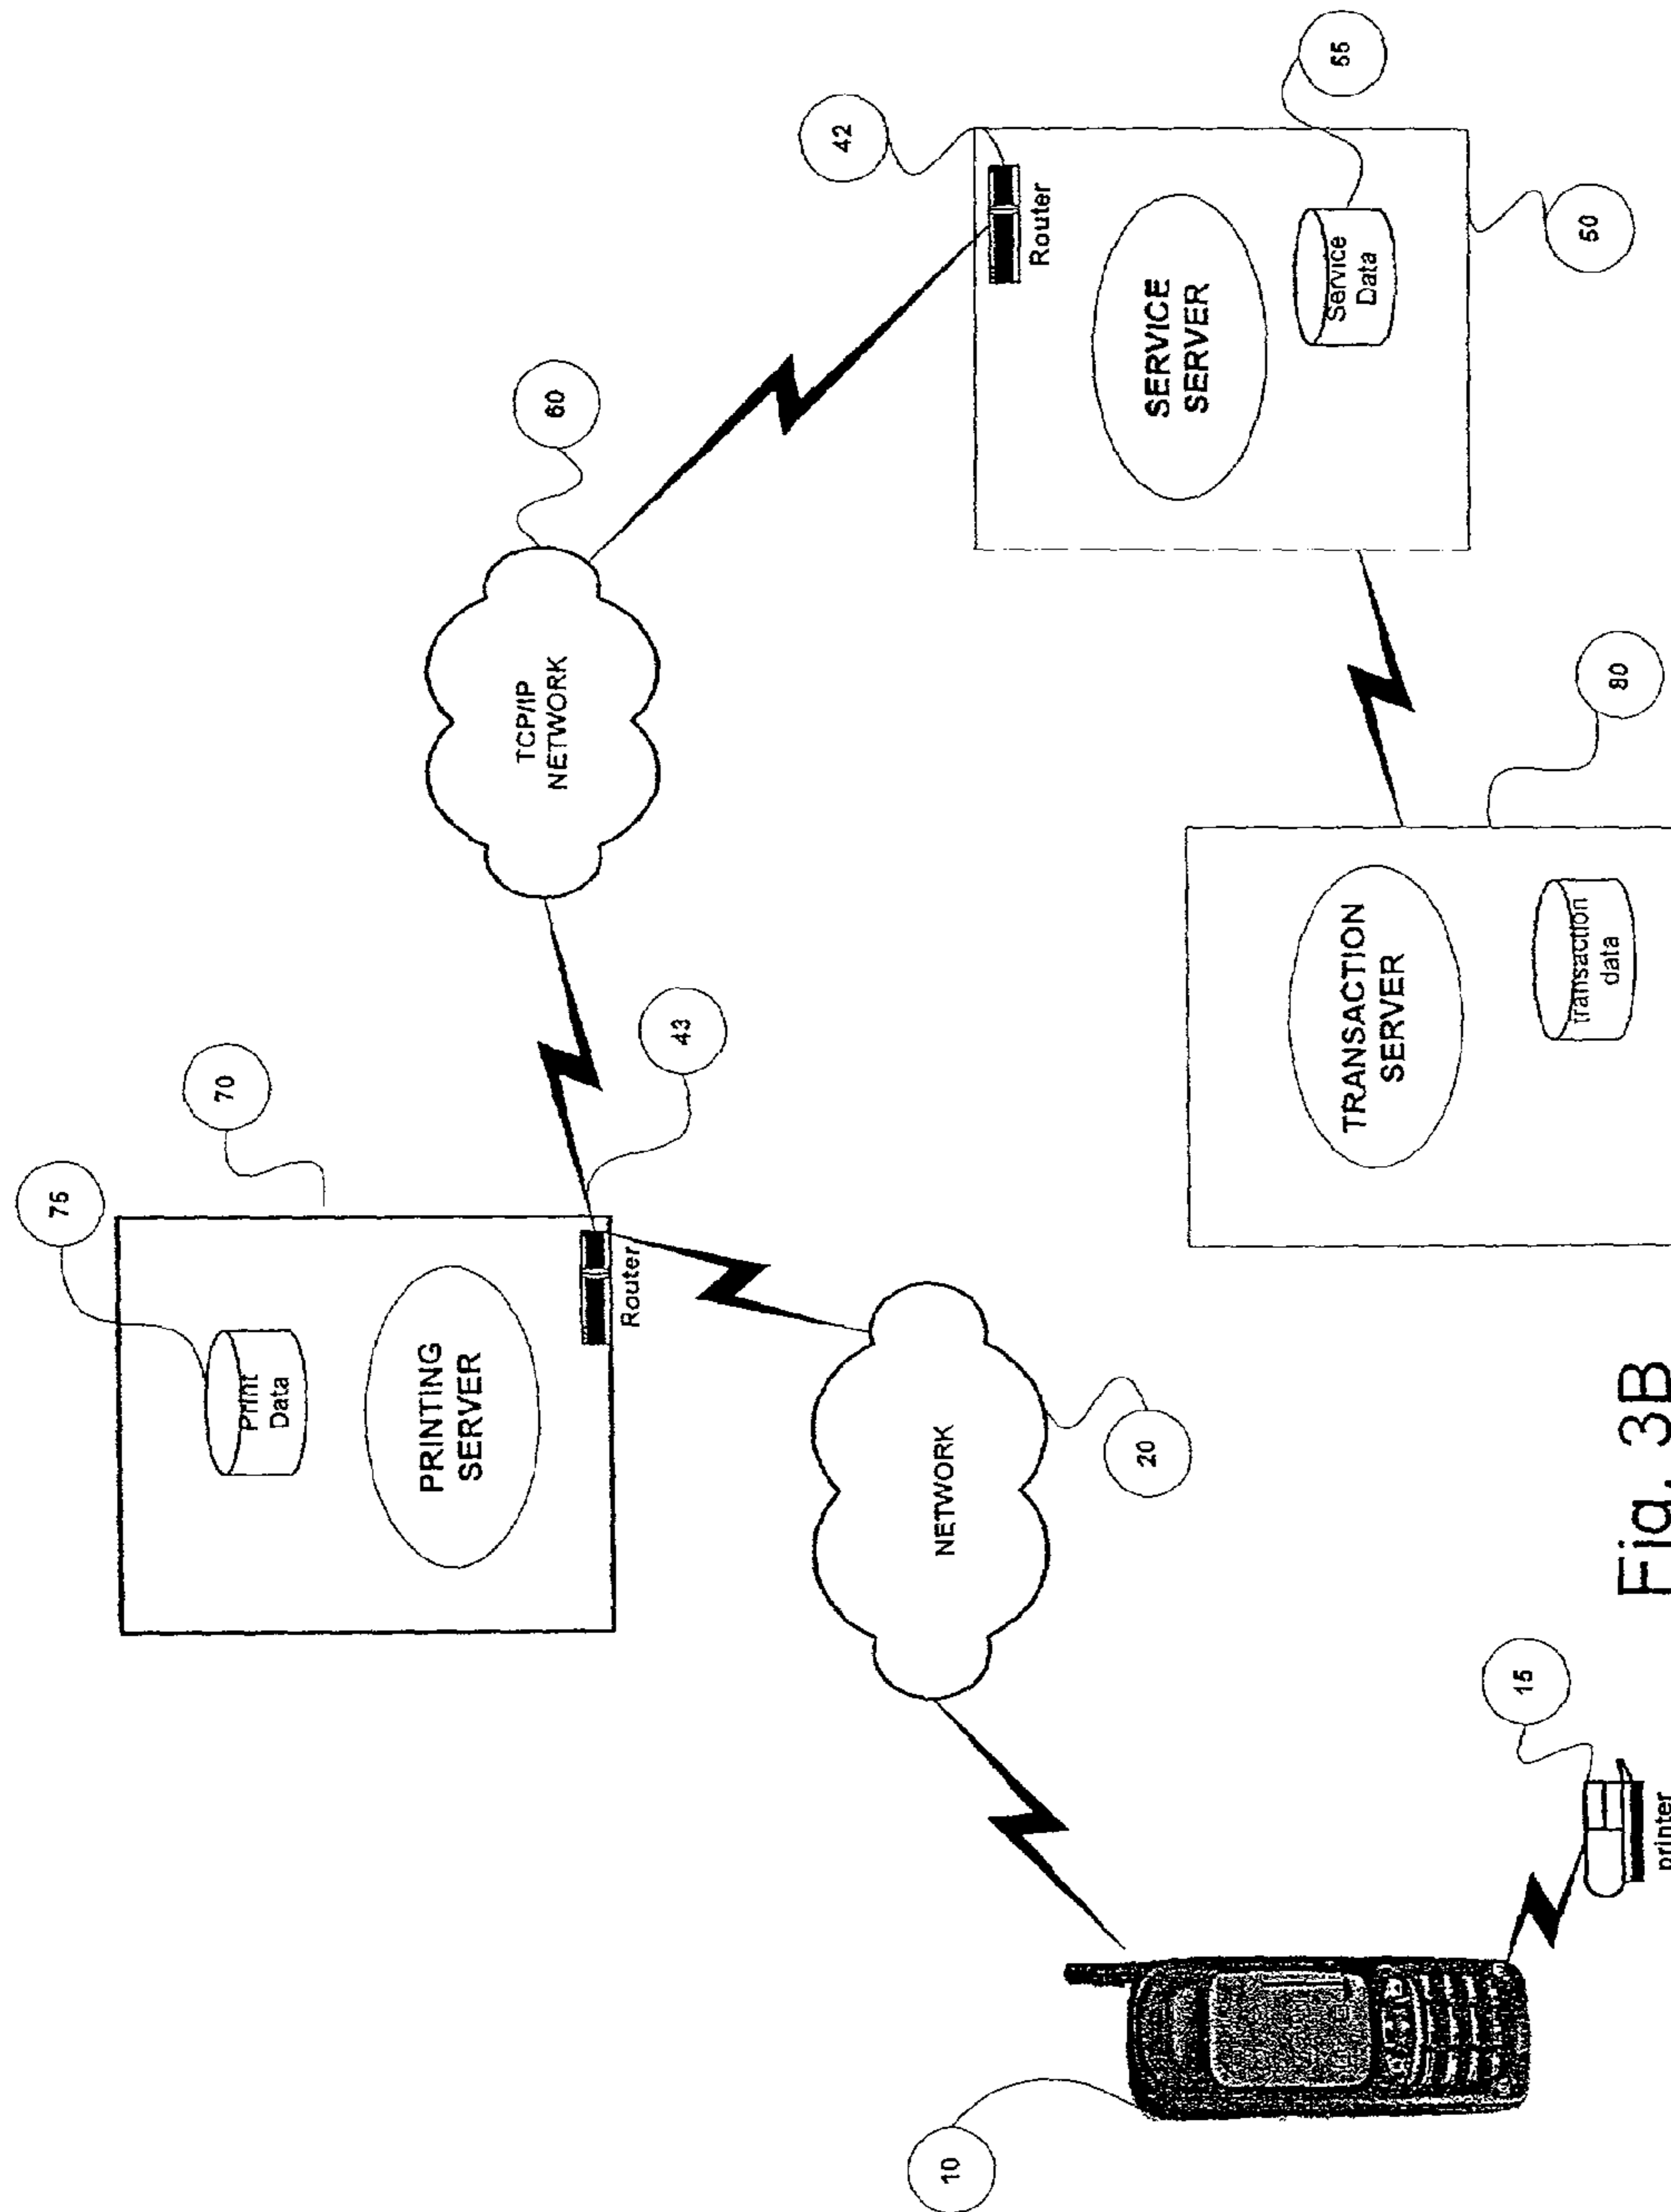 75
70
Print
Data
PRINTING
SERVER
Router
43
60
TCP/IP
NETWORK
42
Router
SERVICE
SERVER
Service
Data
55
50
10
NETWORK
20
TRANSACTION
SERVER
transaction
data
80
15
printer
Fig. 3B